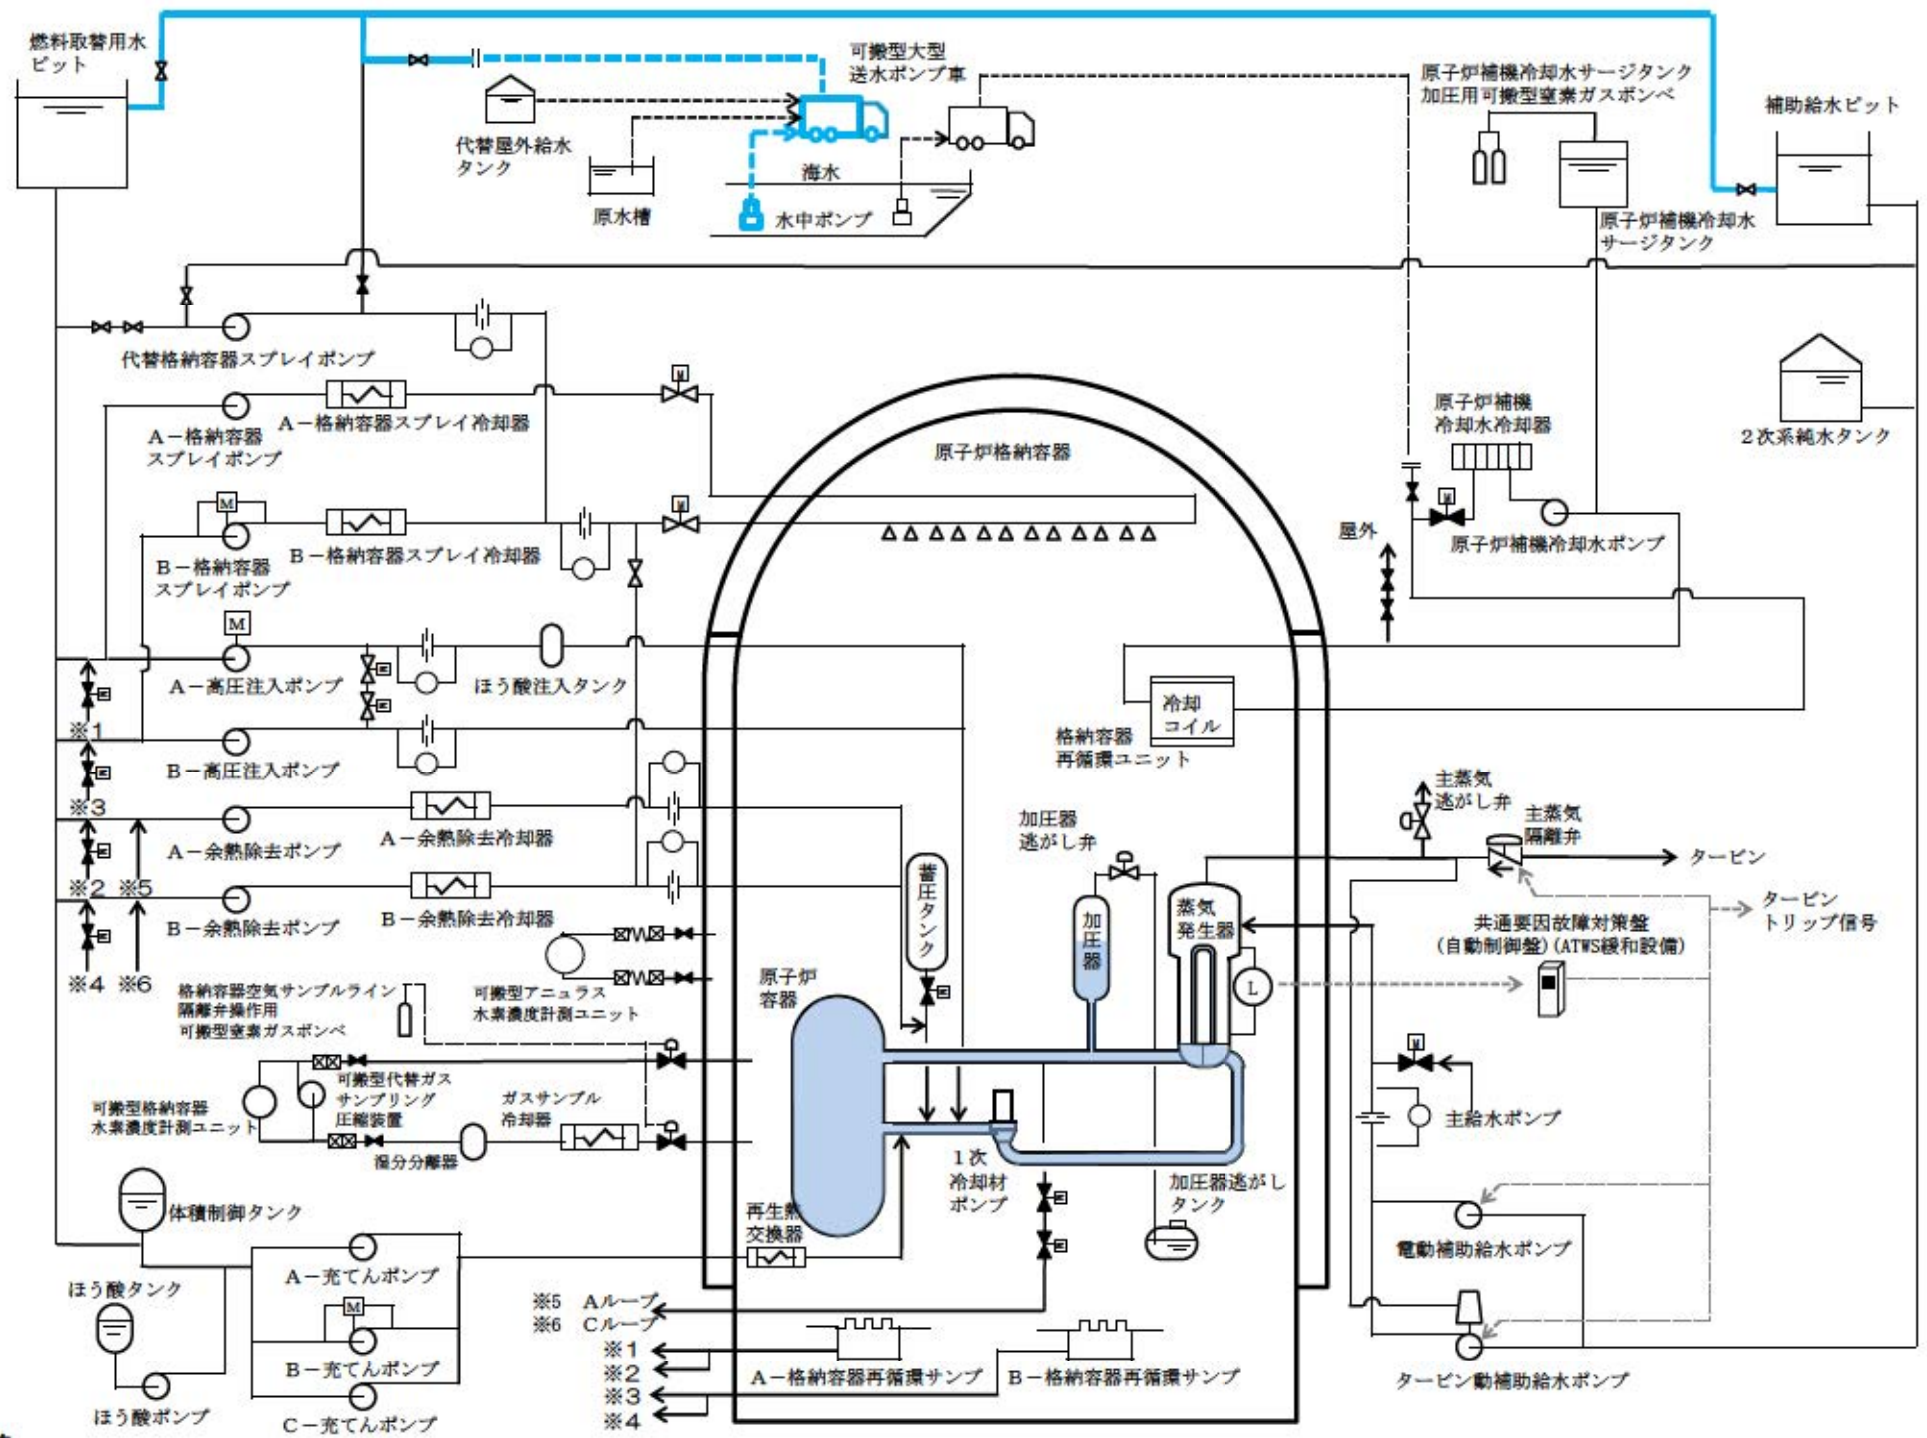 燃料取替用水
ピット
可搬型大型
送水ポンプ車
代替屋外給水
タンク
原水槽
海水
水中ポンプ
原子炉補機冷却水サージタンク
加圧用可搬型窒素ガスボンベ
補助給水ピット
原子炉補機冷却水
サージタンク
代替格納容器スプレイポンプ
A－格納容器
スプレイポンプ
A－格納容器スプレイ冷却器
M
原子炉格納容器
原子炉補機
冷却水冷却器
2次系純水タンク
M
M
B－格納容器
スプレイポンプ
B－格納容器スプレイ冷却器
M
屋外
原子炉補機冷却水ポンプ
M
A－高圧注入ポンプ
ほう酸注入タンク
※1
B－高圧注入ポンプ
※3
冷却
コイル
格納容器
再循環ユニット
A－余熱除去ポンプ
A－余熱除去冷却器
※2
※5
B－余熱除去ポンプ
B－余熱除去冷却器
※4
※6
蓄圧タンク
加圧器
逃がし弁
加圧器
蒸気
発生器
L
主蒸気
逃がし弁
主蒸気
隔離弁
タービン
タービン
トリップ信号
共通要因故障対策盤
(自動制御盤)(ATWS緩和設備)
格納容器空気サンプルライン
隔離弁操作用
可搬型窒素ガスボンベ
可搬型アニュラス
水素濃度計測ユニット
原子炉
容器
可搬型格納容器
水素濃度計測ユニット
可搬型代替ガス
サンプリング
圧縮装置
ガスサンプル
冷却器
湿分分離器
M
主給水ポンプ
1次
冷却材
ポンプ
加圧器逃がし
タンク
体積制御タンク
再生熱
交換器
電動補助給水ポンプ
A－充てんポンプ
ほう酸タンク
M
B－充てんポンプ
ほう酸ポンプ
C－充てんポンプ
※5 Aループ
※6 Cループ
※1
※2
※3
※4
A－格納容器再循環サンプ
B－格納容器再循環サンプ
タービン動補助給水ポンプ